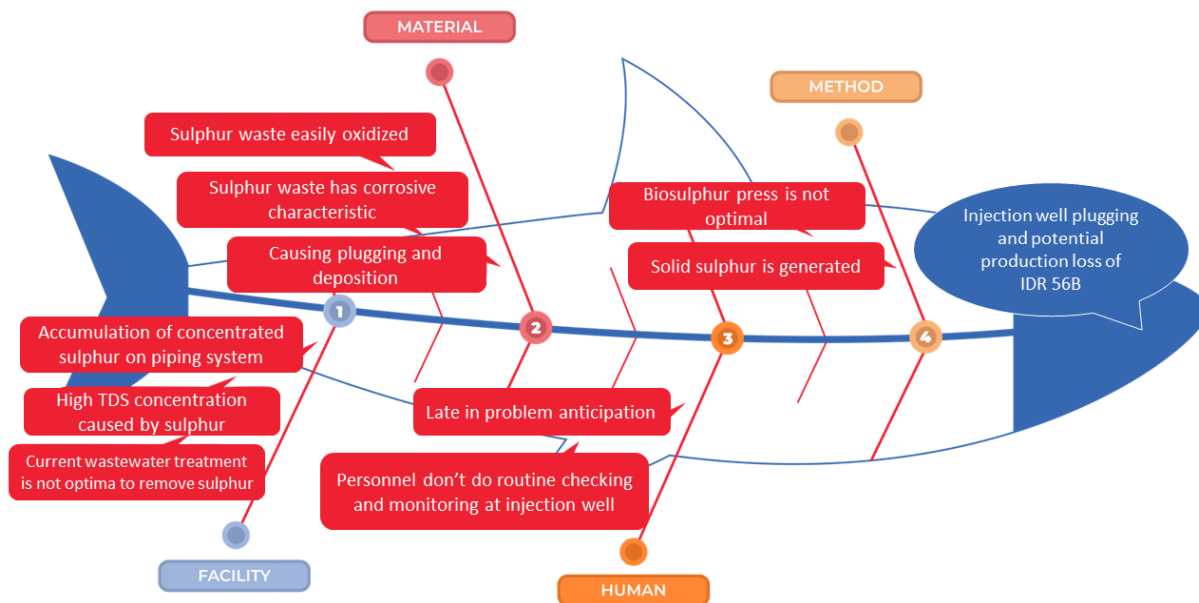 MATERIAL
METHOD
Sulphur waste easily oxidized
Sulphur waste has corrosive
characteristic
Causing plugging and
deposition
Biosulphur press is not
optimal
Solid sulphur is generated
Injection well plugging
and potential
production loss of
IDR 56B
1
2
3
4
Accumulation of concentrated
sulphur on piping system
High TDS concentration
caused by sulphur
Current wastewater treatment
is not optima to remove sulphur
Late in problem anticipation
Personnel don’t do routine checking
and monitoring at injection well
FACILITY
HUMAN